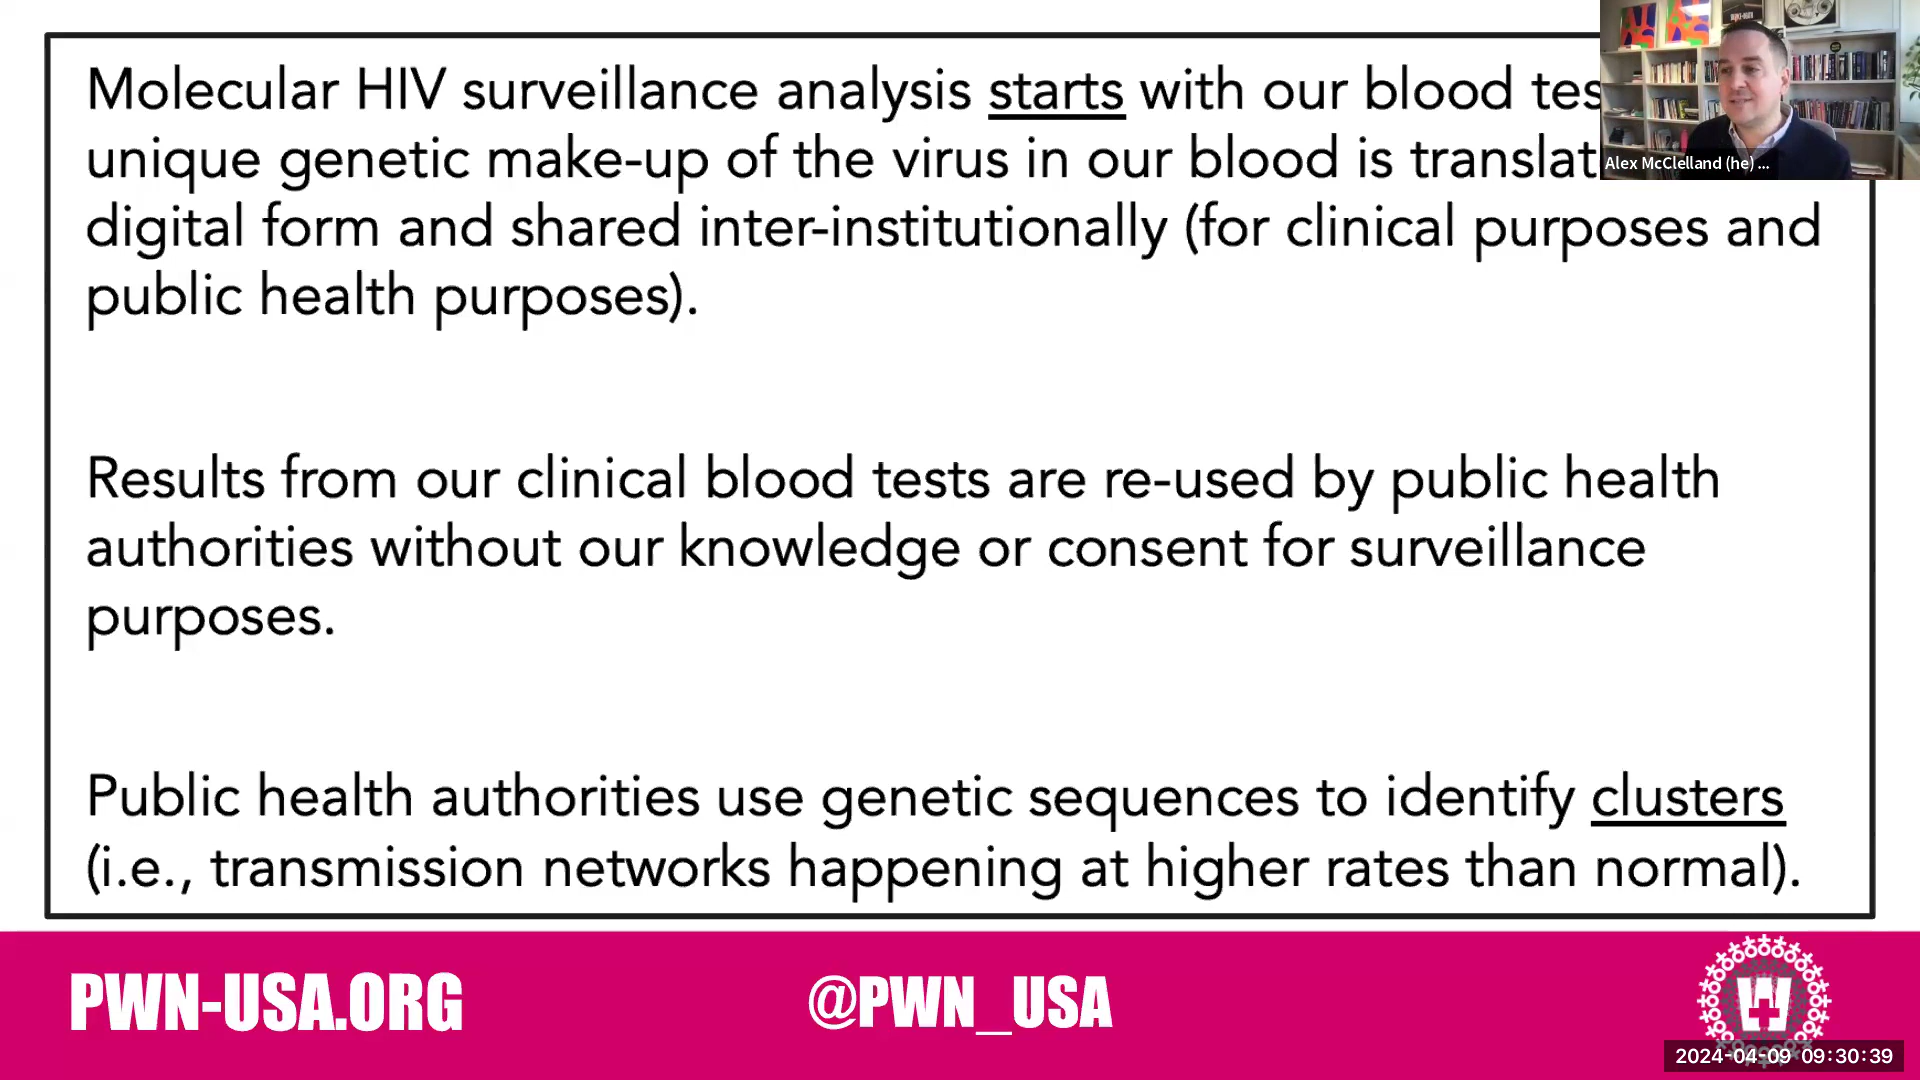 Molecular HIV surveillance analysis starts with our blood
unique genetic make-up of the virus in our blood is
digital form and shared inter-institutionally (for clinical purposes and
public health purposes).
Results from our clinical blood tests are re-used by public health
authorities without our knowledge or consent for surveillance
purposes.
Public health authorities use genetic sequences to identify clusters
(i.e., transmission networks happening at higher rates than normal).
Alex McClelland (he) ...
PWN-USA.ORG
@PWN_USA
2024-04-09 09:30:39